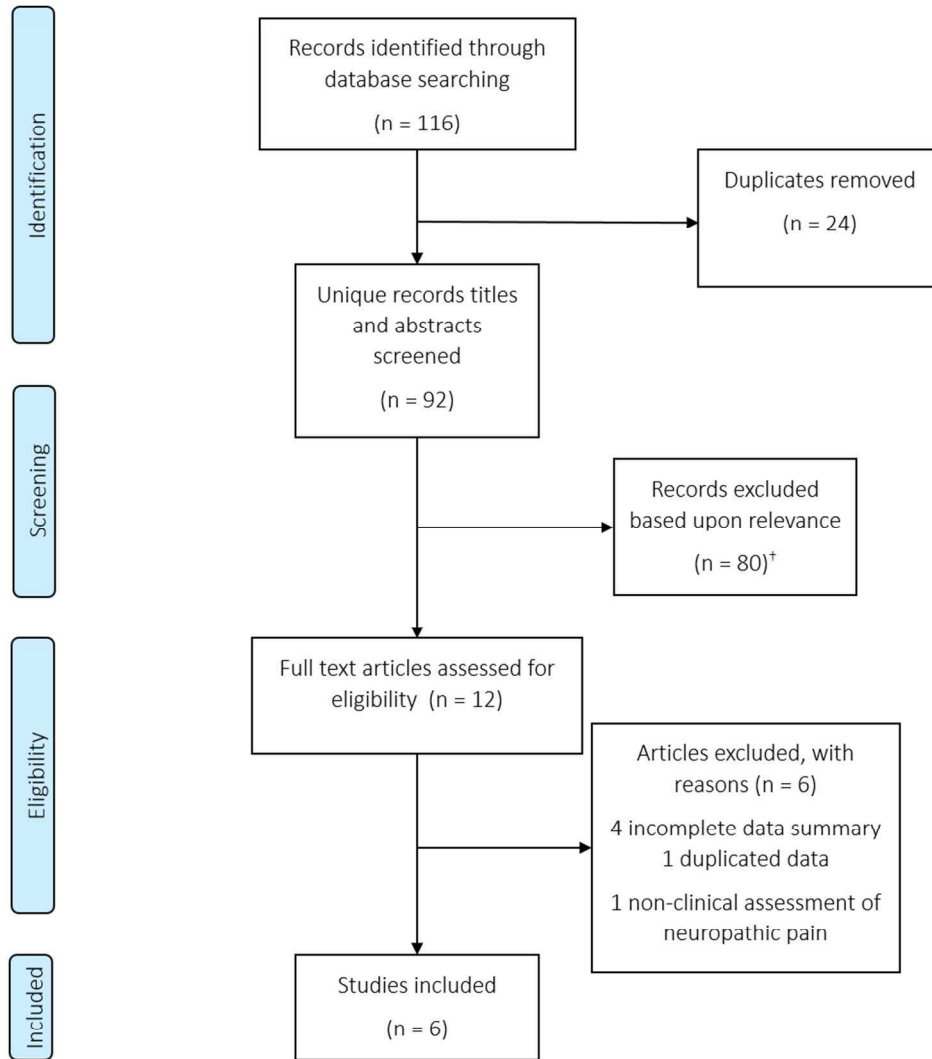 Identification
Records identified through
database searching
(n = 116)
Duplicates removed
(n = 24)
Unique records titles
and abstracts
screened
(n = 92)
Screening
Records excluded
based upon relevance
(n = 80)†
Eligibility
Full text articles assessed for
eligibility (n = 12)
Articles excluded, with
reasons (n = 6)
4 incomplete data summary
1 duplicated data
1 non-clinical assessment of
neuropathic pain
Included
Studies included
(n = 6)